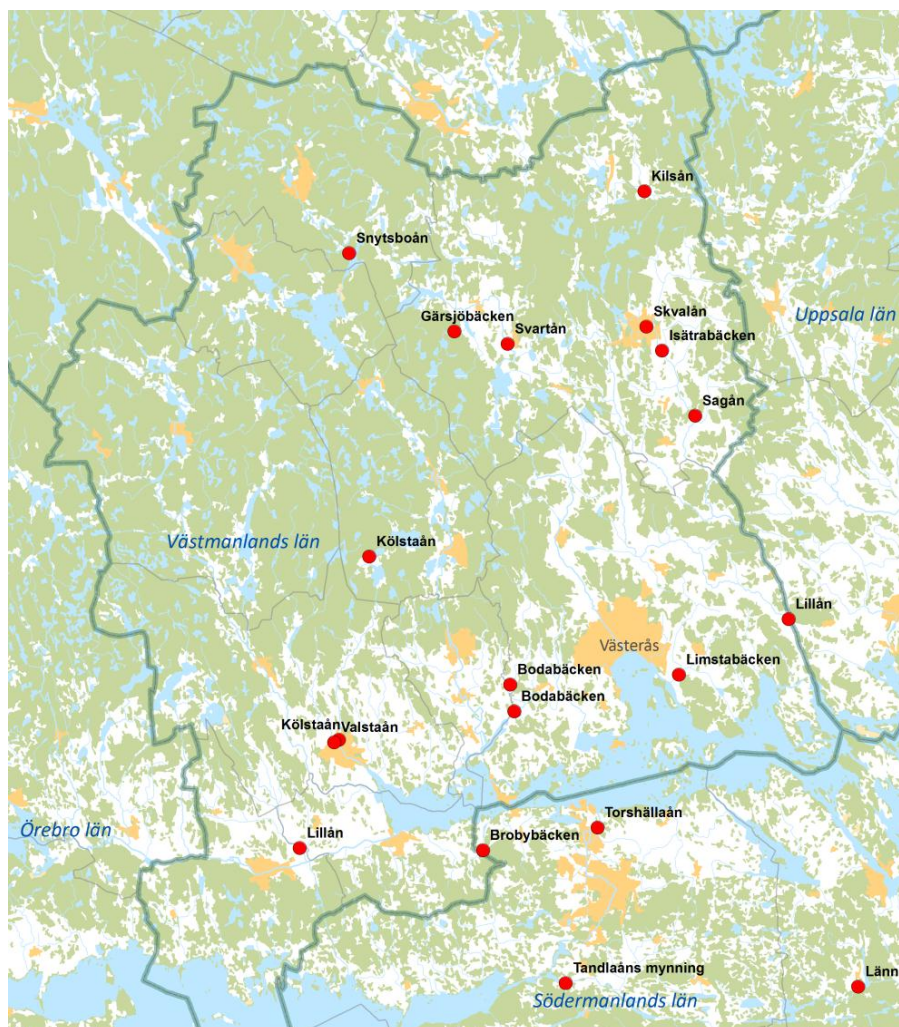 Kilsån
Snytsboån
Gärsjöbäcken
Svartån
Skvalån
Isätrabäcken
Uppsala län
Sagån
Västmanlands län
Kölstaån
Lillån
Västerås
Limstabäcken
Bodabäcken
Bodabäcken
Kölstaån
Valstaån
Örebro län
Lillån
Brobybäcken
Torshällaån
Tandlaåns mynning
Södermanlands län
Länn